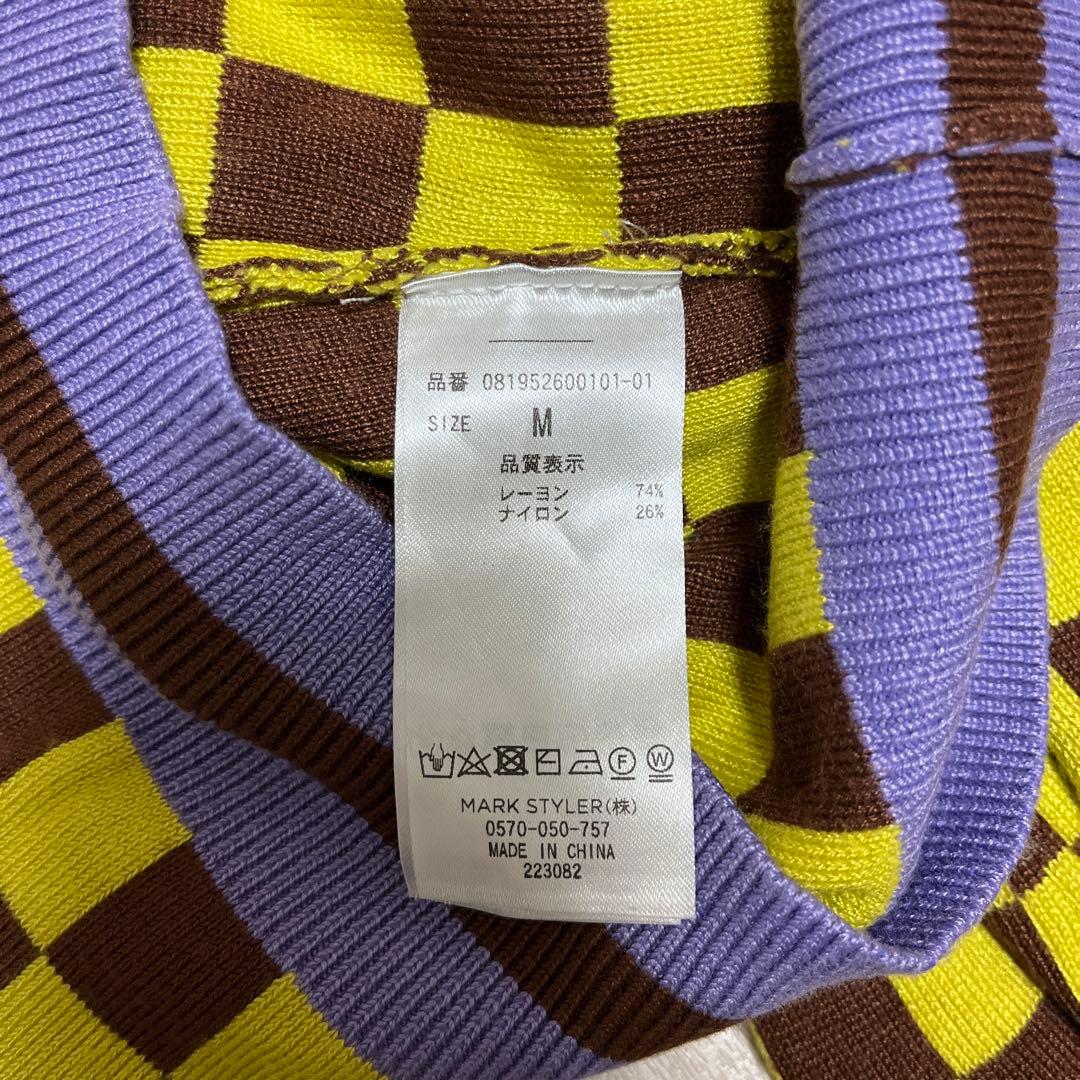 品番 081952600101-01
SIZE M
品質表示
レーヨン 74%
ナイロン 26%
F W
MARK STYLER(株)
0570-050-757
MADE IN CHINA
223082